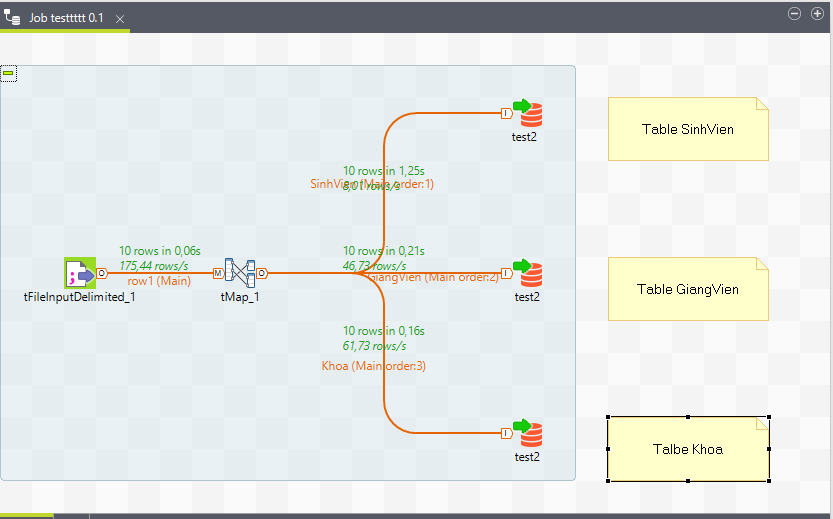 Job testtttt 0.1
test2
Table SinhVien
10 rows in 1,25s
8,01 rows/s
SinhVien (Main order:1)
10 rows in 0,06s
175,44 rows/s
row1 (Main)
O
M
O
I
tFileInputDelimited_1
tMap_1
10 rows in 0,21s
46,73 rows/s
GiangVien (Main order:2)
I
test2
Table GiangVien
10 rows in 0,16s
61,73 rows/s
Khoa (Main order:3)
I
test2
Talbe Khoa